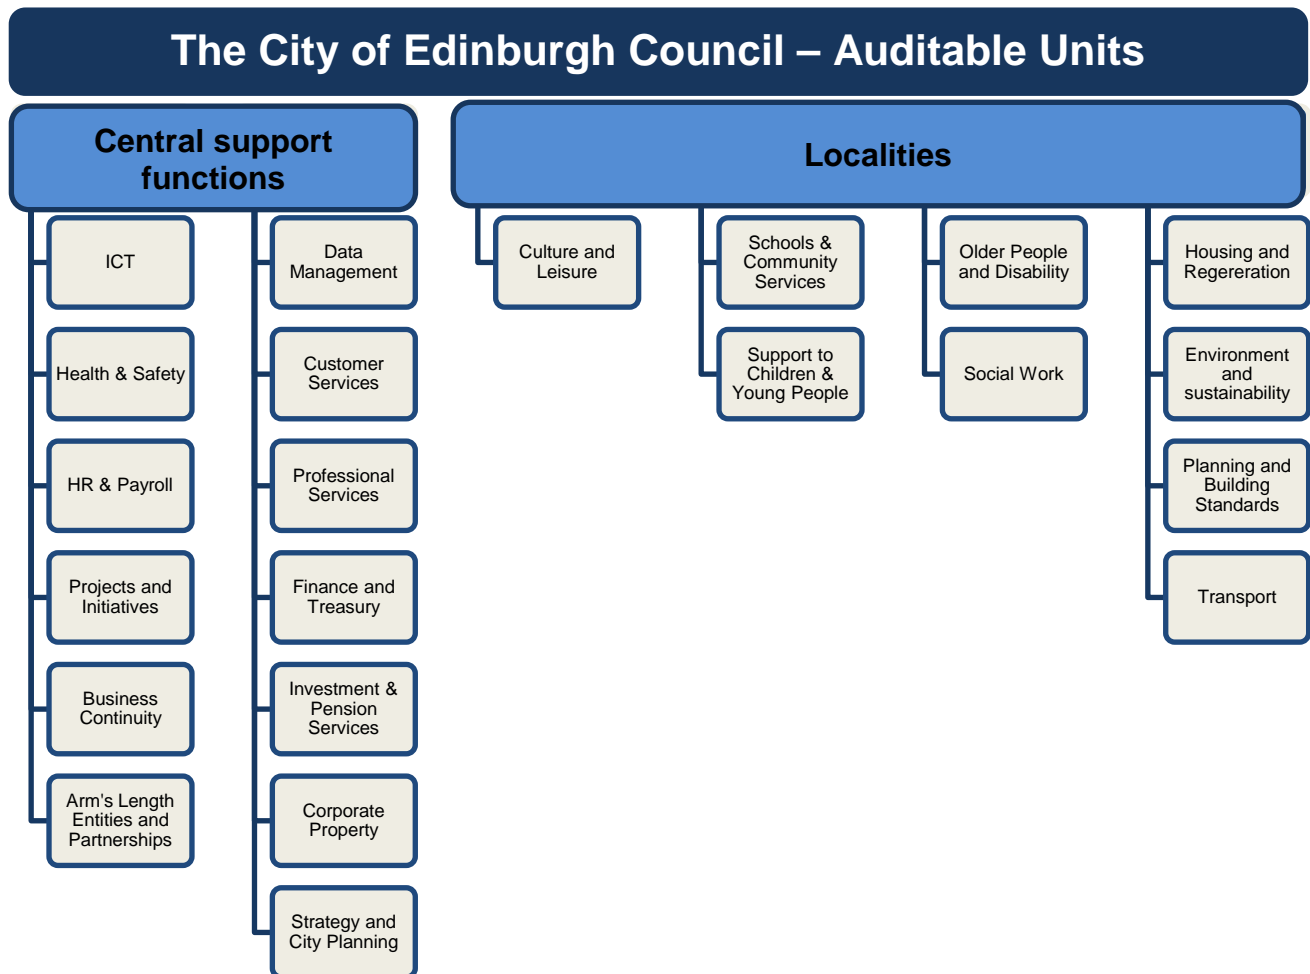 The City of Edinburgh Council – Auditable Units
Central support
functions
ICT
Health & Safety
HR & Payroll
Projects and
Initiatives
Business
Continuity
Arm's Length
Entities and
Partnerships
Data
Management
Customer
Services
Professional
Services
Finance and
Treasury
Investment &
Pension
Services
Corporate
Property
Strategy and
City Planning
Localities
Culture and
Leisure
Schools &
Community
Services
Support to
Children &
Young People
Older People
and Disability
Social Work
Housing and
Regereration
Environment
and
sustainability
Planning and
Building
Standards
Transport